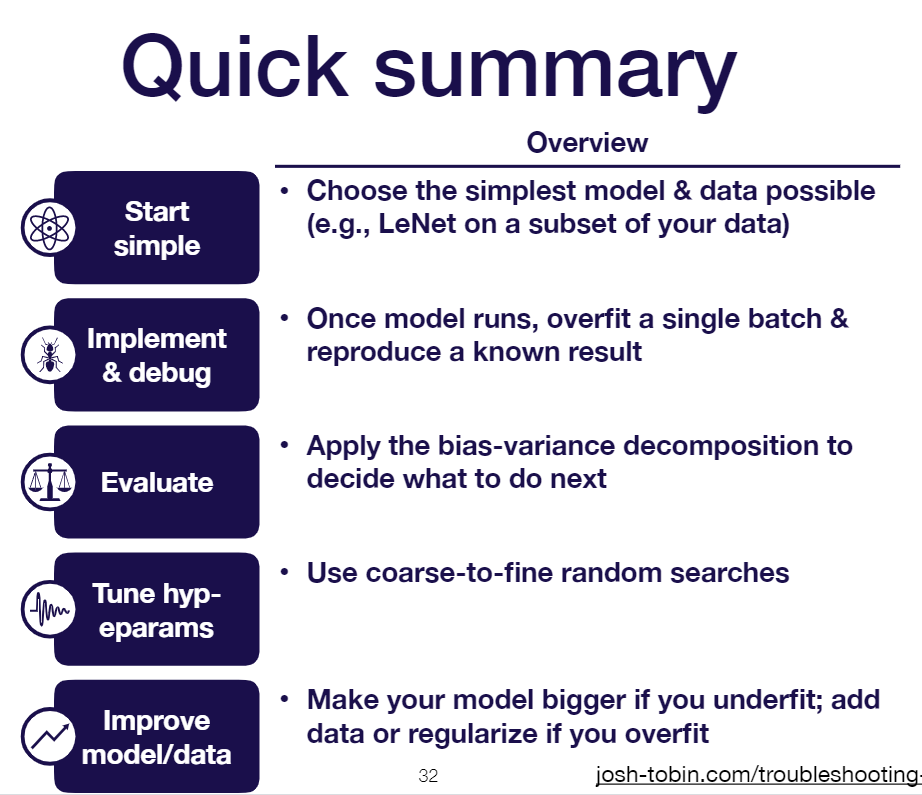 Quick summary
Overview
Start
simple
• Choose the simplest model & data possible
(e.g., LeNet on a subset of your data)
Implement
& debug
• Once model runs, overfit a single batch &
reproduce a known result
Evaluate
• Apply the bias-variance decomposition to
decide what to do next
Tune hyp-
eparams
• Use coarse-to-fine random searches
Improve
model/data
• Make your model bigger if you underfit; add
data or regularize if you overfit
32
josh-tobin.com/troubleshooting-